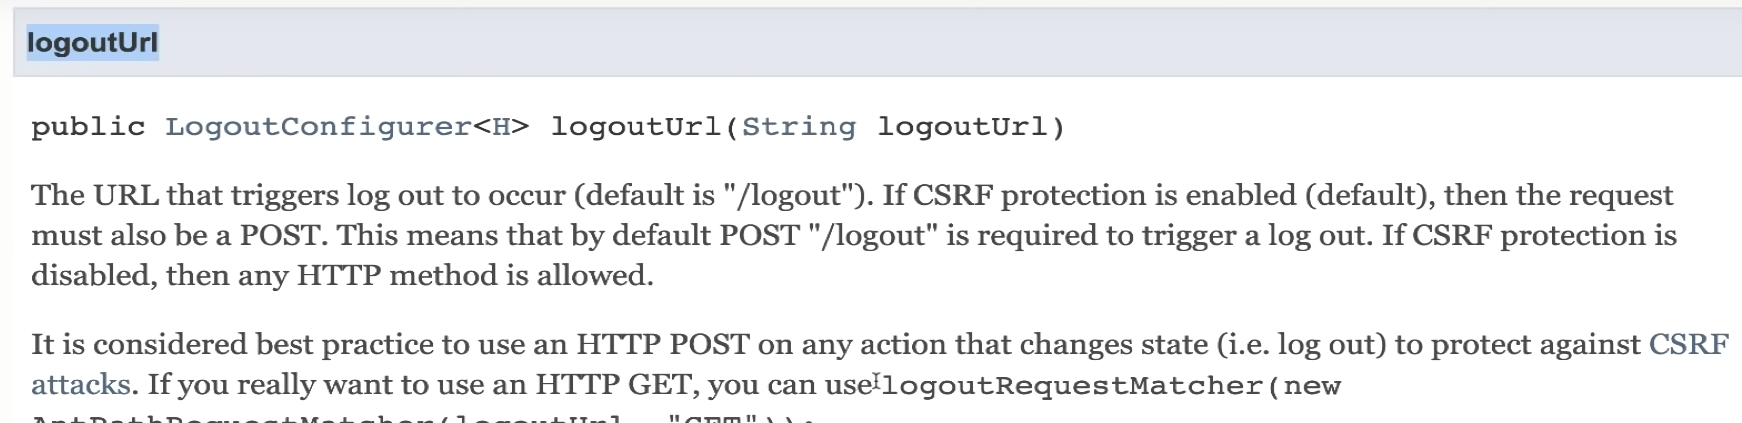 logoutUrl
public LogoutConfigurer<H> logoutUrl(String logoutUrl)
The URL that triggers log out to occur (default is "/logout"). If CSRF protection is enabled (default), then the request
must also be a POST. This means that by default POST "/logout" is required to trigger a log out. If CSRF protection is
disabled, then any HTTP method is allowed.
It is considered best practice to use an HTTP POST on any action that changes state (i.e. log out) to protect against CSRF
attacks. If you really want to use an HTTP GET, you can use logoutRequestMatcher(new
AntPathRequestMatcher(logoutUrl, "GET"));